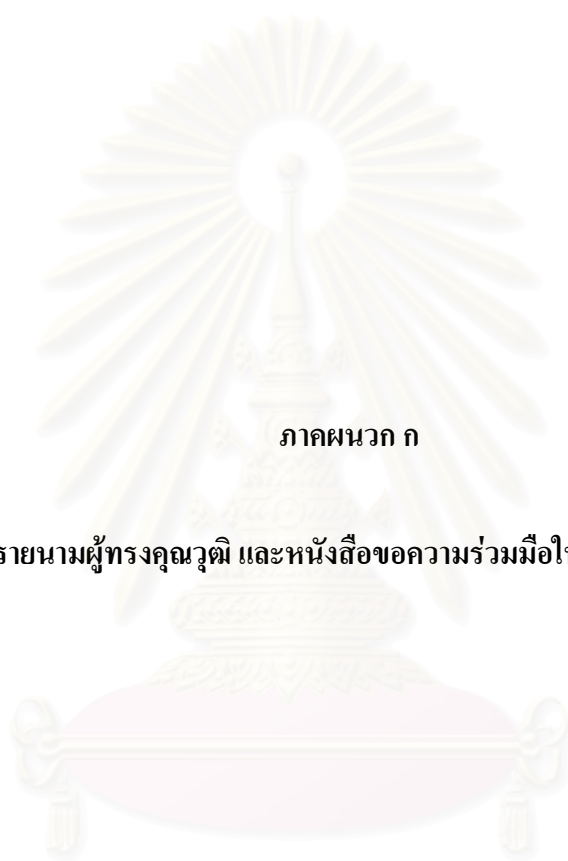 ภาคผนวก ก
รายนามผู้ทรงคุณวุฒิ และหนังสือขอความร่วมมือ